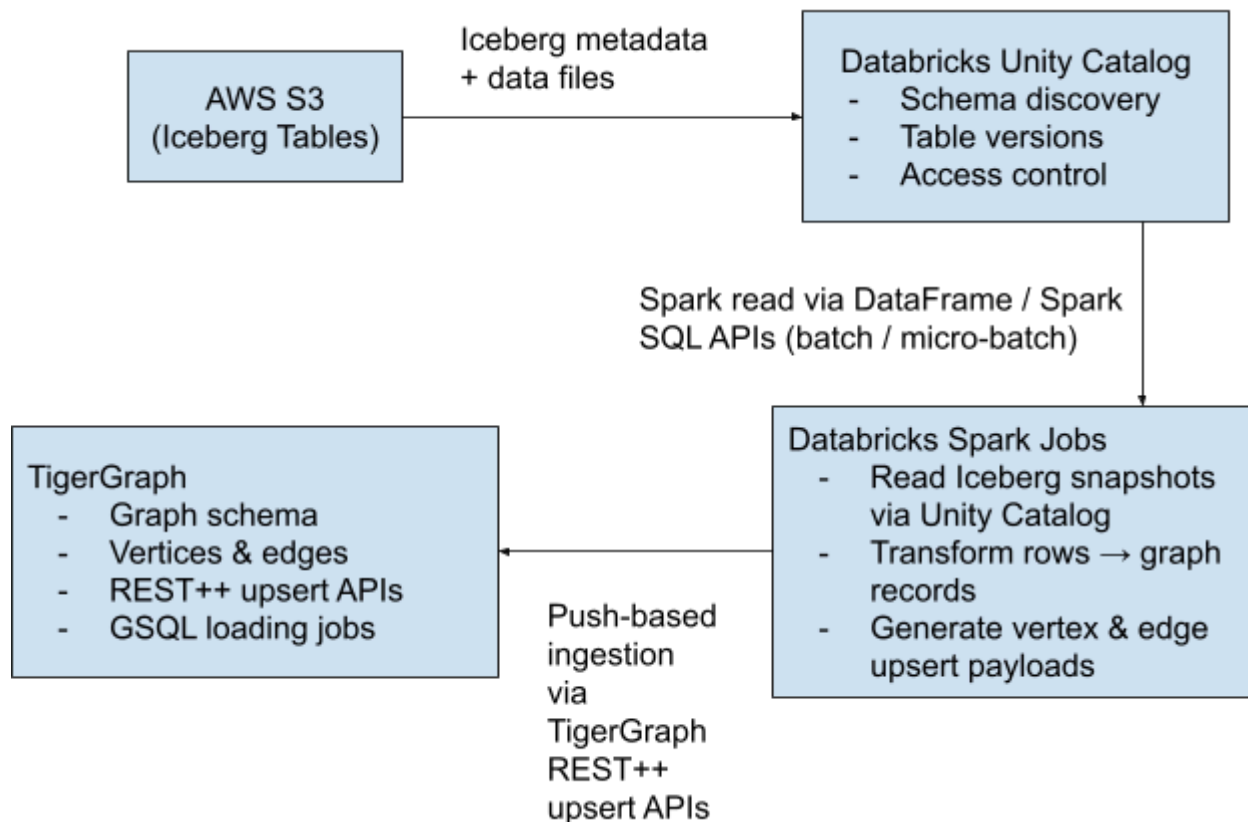 AWS S3
(Iceberg Tables)
Iceberg metadata
+ data files
Databricks Unity Catalog
- Schema discovery
- Table versions
- Access control
Spark read via DataFrame / Spark
SQL APIs (batch / micro-batch)
Databricks Spark Jobs
- Read Iceberg snapshots
via Unity Catalog
- Transform rows → graph
records
- Generate vertex & edge
upsert payloads
Push-based
ingestion
via
TigerGraph
REST++
upsert APIs
TigerGraph
- Graph schema
- Vertices & edges
- REST++ upsert APIs
- GSQL loading jobs